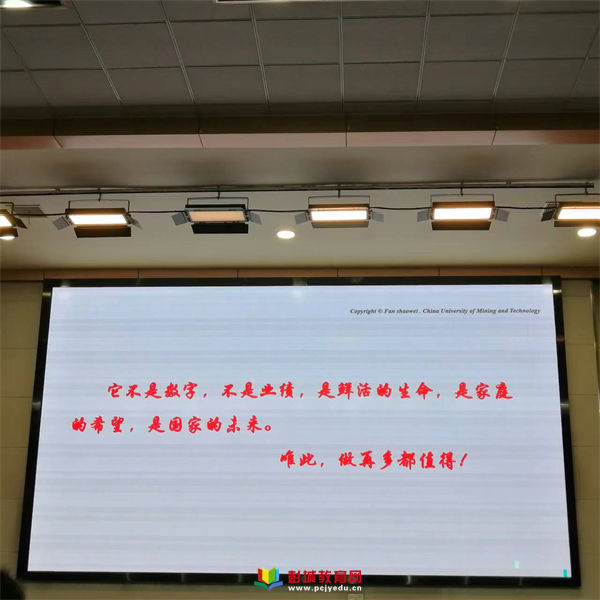 Copyright © Fan shaowei . China University of Mining and Technology
它不是数字，不是业绩，是鲜活的生命，是家庭
的希望，是国家的未来。
唯此，做再多都值得！
彭城教育网
www.pcjyedu.cn